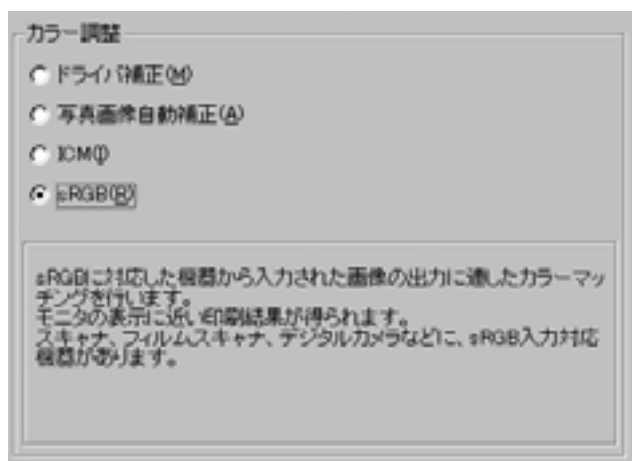 カラー調整
ドライバ補正(M)
写真画像自動補正(A)
ICM(I)
sRGB(R)
sRGBに対応した機器から入力された画像の出力に適したカラーマッ
チングを行います。
モニタの表示に近い印刷結果が得られます。
スキャナ、フィルムスキャナ、デジタルカメラなどに、sRGB入力対応
機器があります。